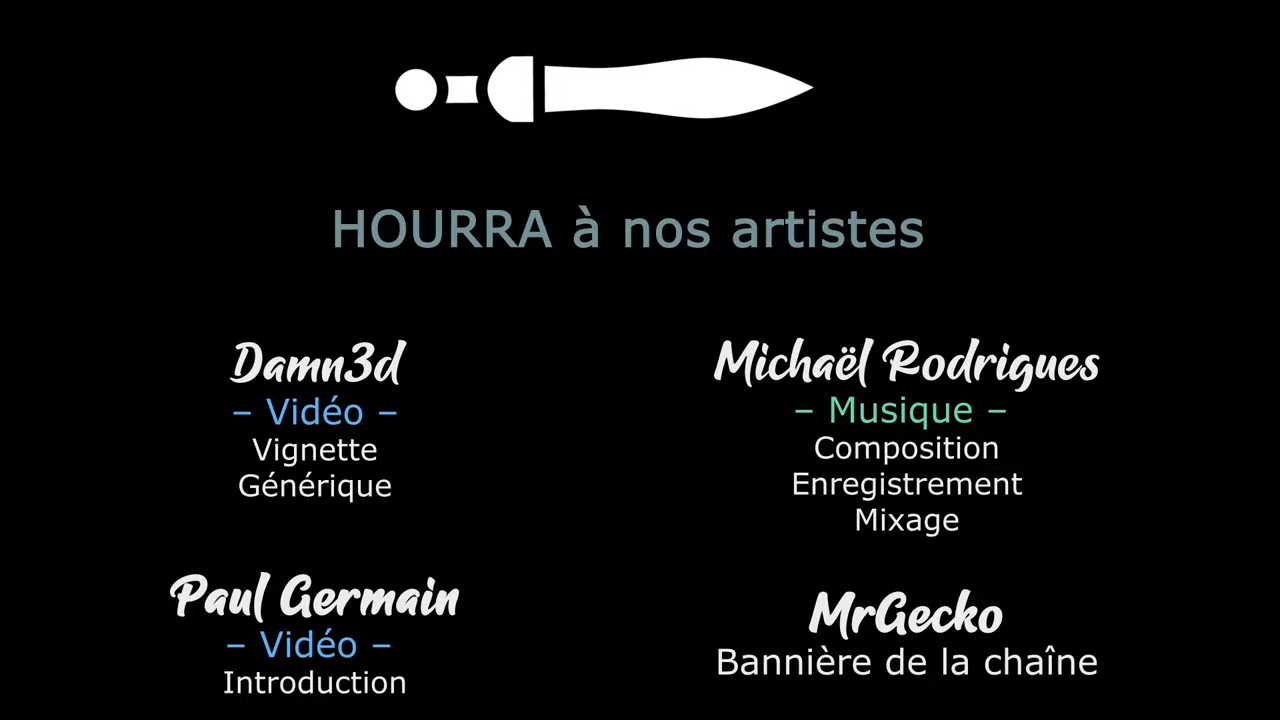 HOURRA à nos artistes
Damn3d
– Vidéo –
Vignette
Générique
Michaël Rodrigues
– Musique –
Composition
Enregistrement
Mixage
Paul Germain
– Vidéo –
Introduction
MrGecko
Bannière de la chaîne